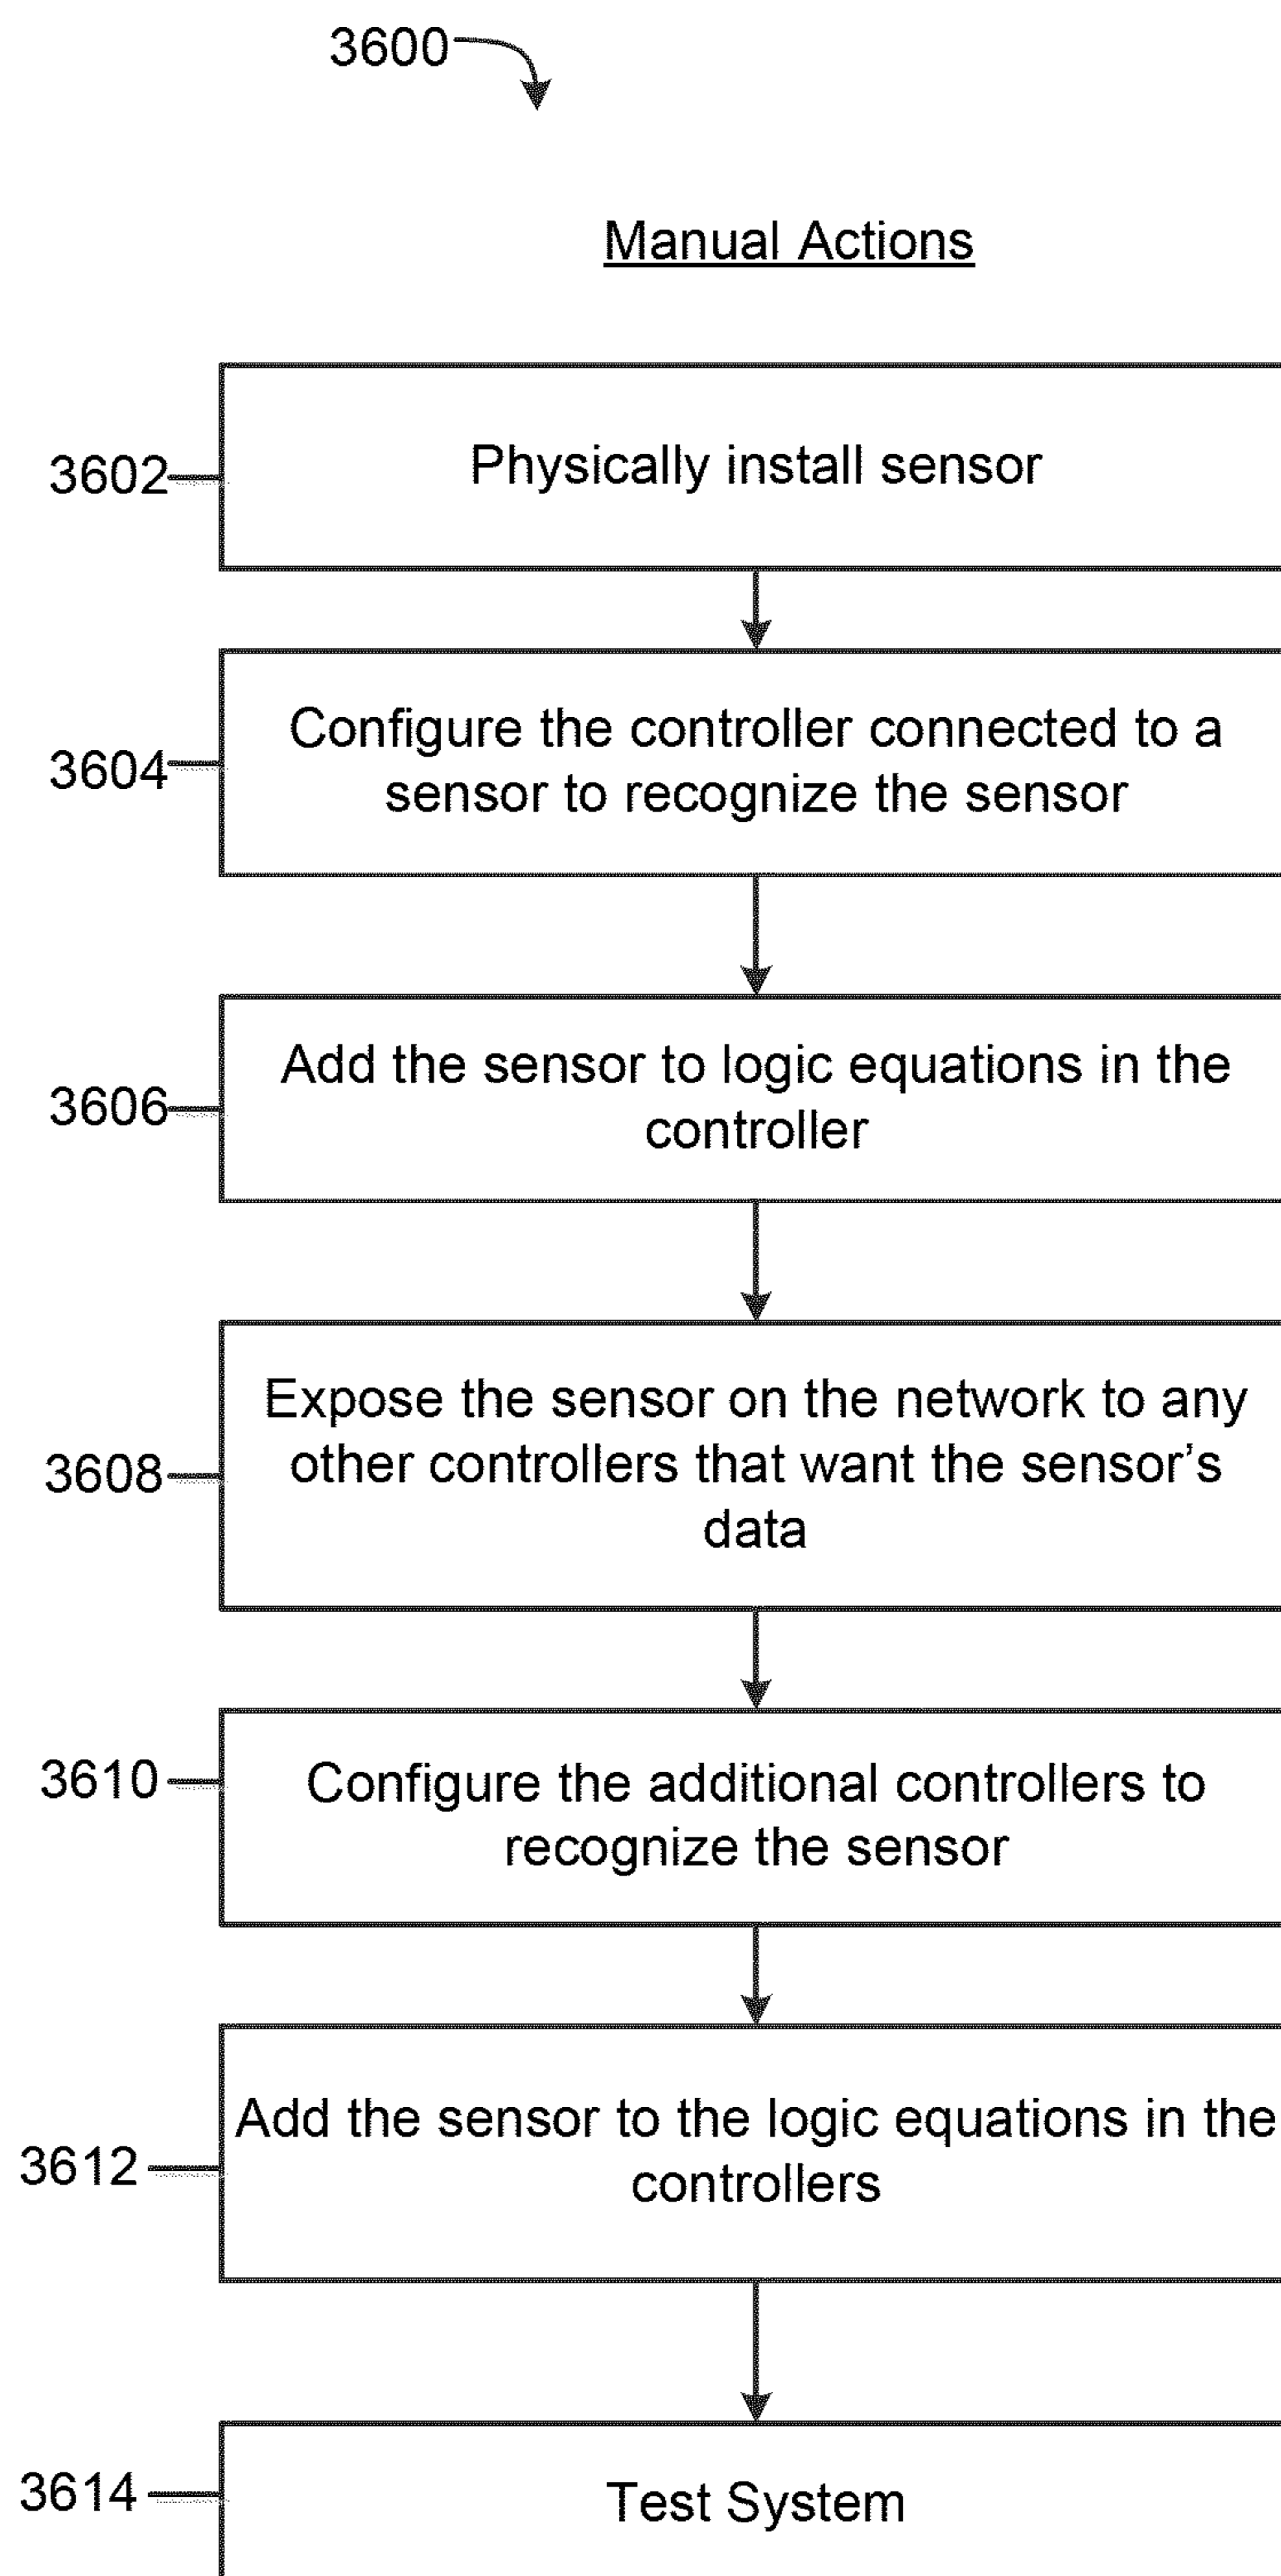 3600
Manual Actions
3602
Physically install sensor
3604
Configure the controller connected to a
sensor to recognize the sensor
3606
Add the sensor to logic equations in the
controller
3608
Expose the sensor on the network to any
other controllers that want the sensor’s
data
3610
Configure the additional controllers to
recognize the sensor
3612
Add the sensor to the logic equations in the
controllers
3614
Test System